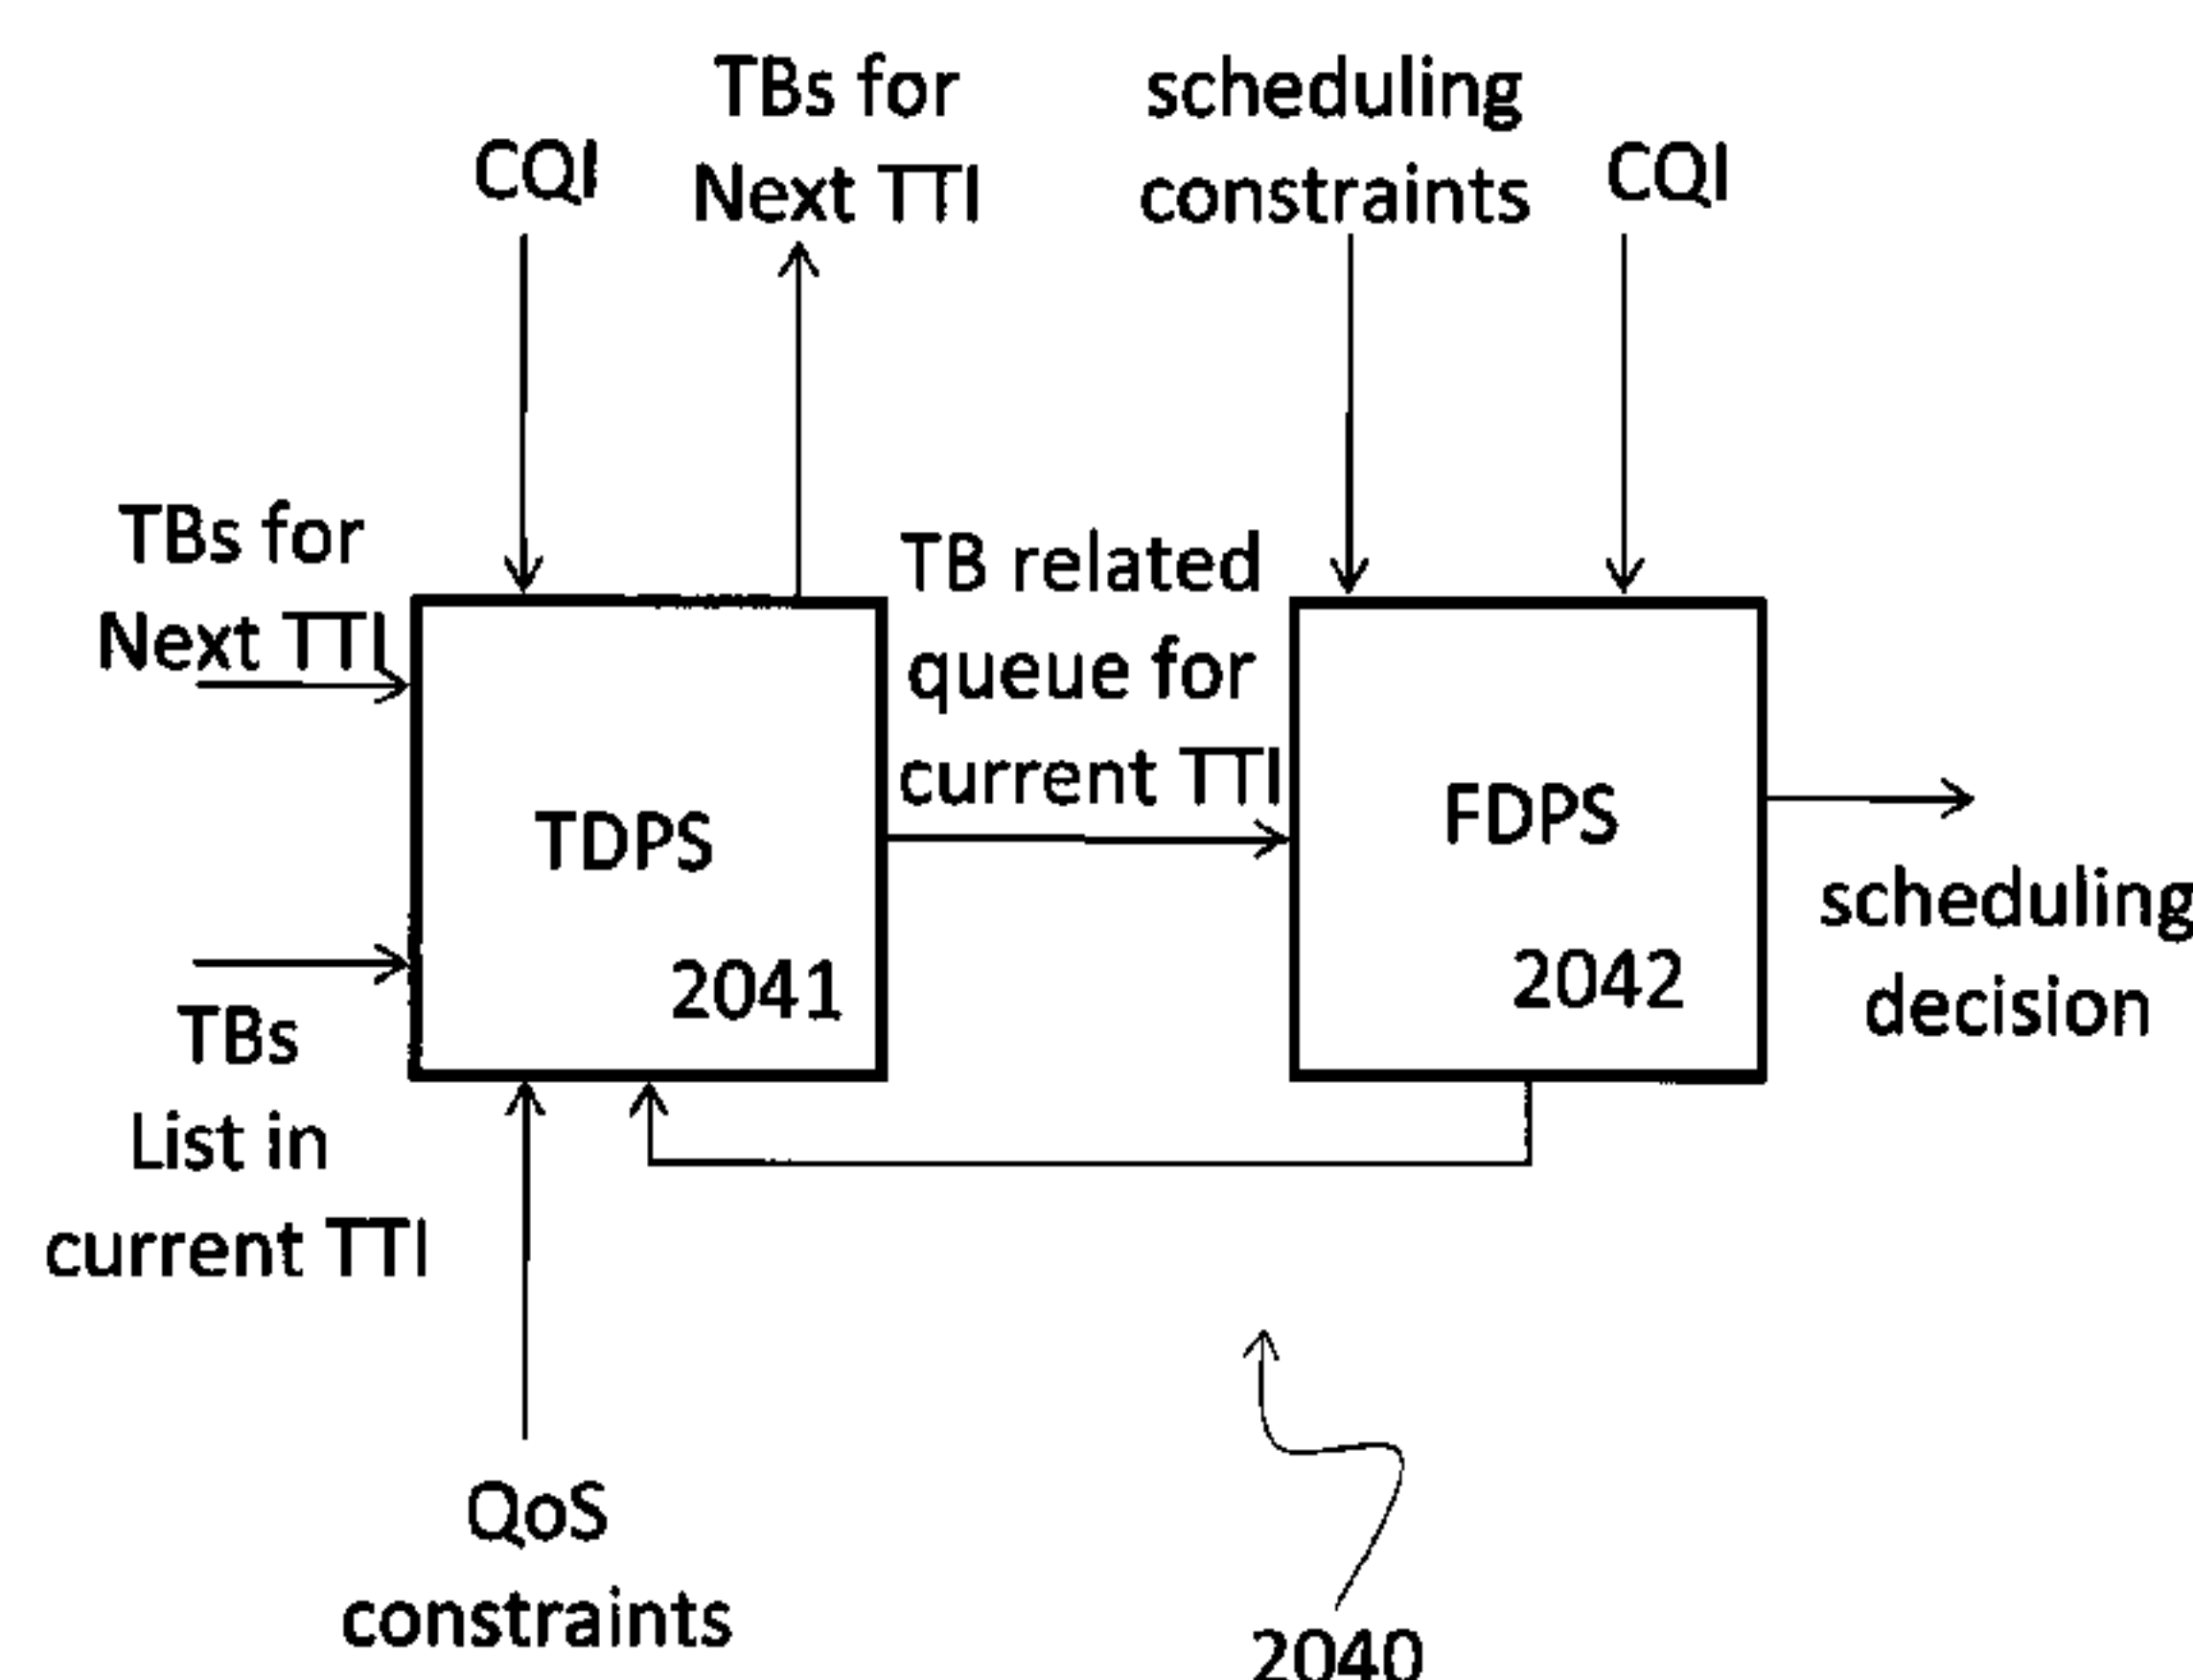 CQI
TBs for
Next TTI
scheduling
constraints
CQI
TBs for
Next TTI
TB related
queue for
current TTI
TDPS
2041
FDPS
2042
scheduling
decision
TBs
List in
current TTI
QoS
constraints
2040